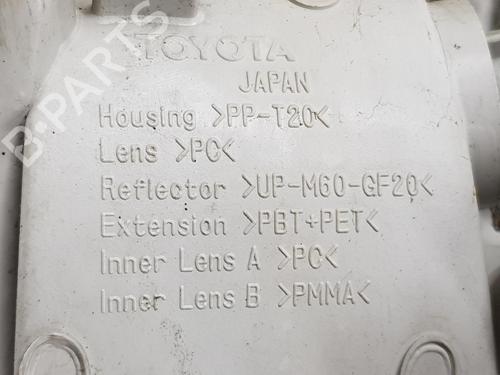 B-PARTS
TOYOTA
JAPAN
Housing >PP-T20<
Lens >PC<
Reflector >UP-M60-GF20<
Extension >PBT+PET<
Inner Lens A >PC<
Inner Lens B >PMMA<